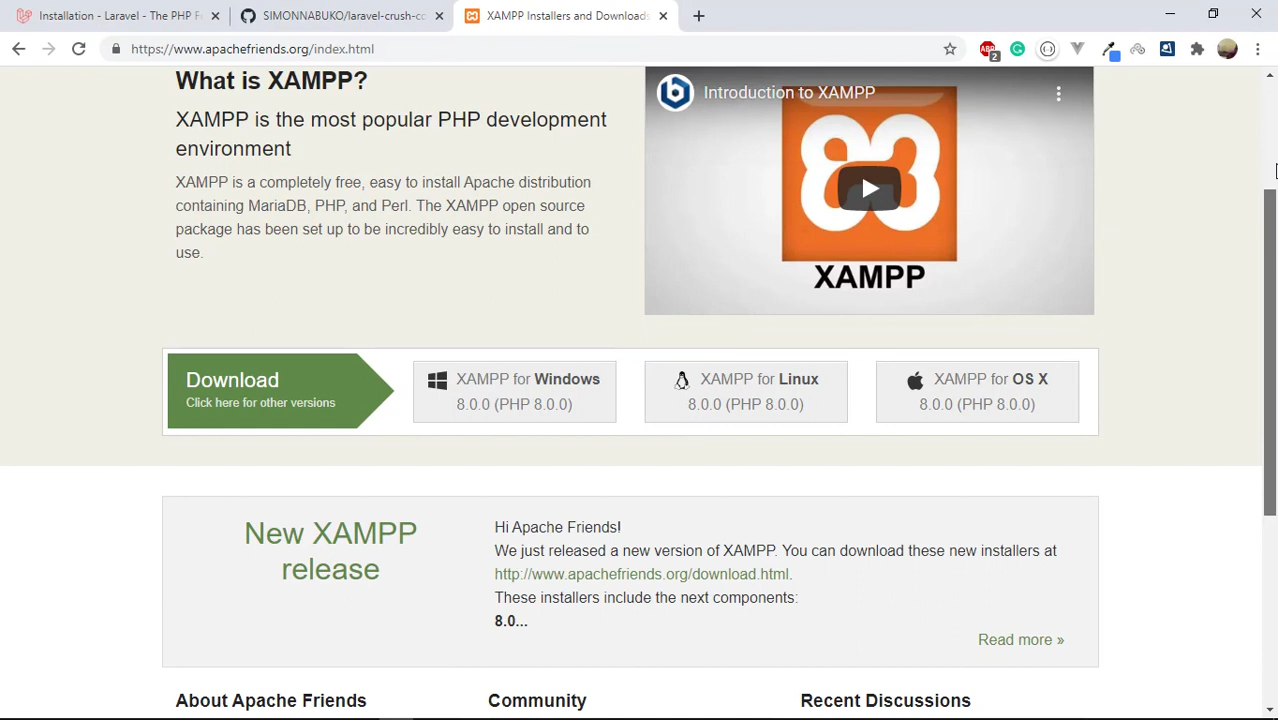 Installation - Laravel - The PHP F
SIMONNABUKO/laravel-crush-co
XAMPP Installers and Downloads
https://www.apachefriends.org/index.html
ABP
2
What is XAMPP?
XAMPP is the most popular PHP development
environment
XAMPP is a completely free, easy to install Apache distribution
containing MariaDB, PHP, and Perl. The XAMPP open source
package has been set up to be incredibly easy to install and to
use.
Introduction to XAMPP
XAMPP
Download
Click here for other versions
XAMPP for Windows
8.0.0 (PHP 8.0.0)
XAMPP for Linux
8.0.0 (PHP 8.0.0)
XAMPP for OS X
8.0.0 (PHP 8.0.0)
New XAMPP
release
Hi Apache Friends!
We just released a new version of XAMPP. You can download these new installers at
http://www.apachefriends.org/download.html.
These installers include the next components:
8.0...
Read more »
About Apache Friends
Community
Recent Discussions